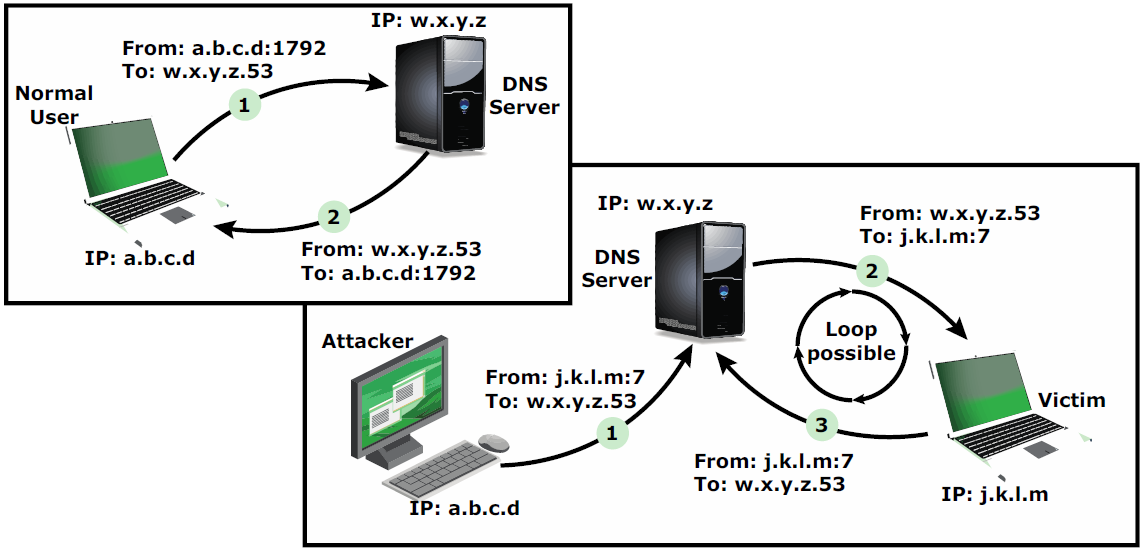 IP: w.x.y.z
From: a.b.c.d:1792
To: w.x.y.z.53
1
DNS
Server
Normal
User
2
From: w.x.y.z.53
To: a.b.c.d:1792
IP: a.b.c.d
IP: w.x.y.z
DNS
Server
From: w.x.y.z.53
To: j.k.l.m:7
2
Loop
possible
Attacker
From: j.k.l.m:7
To: w.x.y.z.53
1
Victim
3
From: j.k.l.m:7
To: w.x.y.z.53
IP: a.b.c.d
IP: j.k.l.m